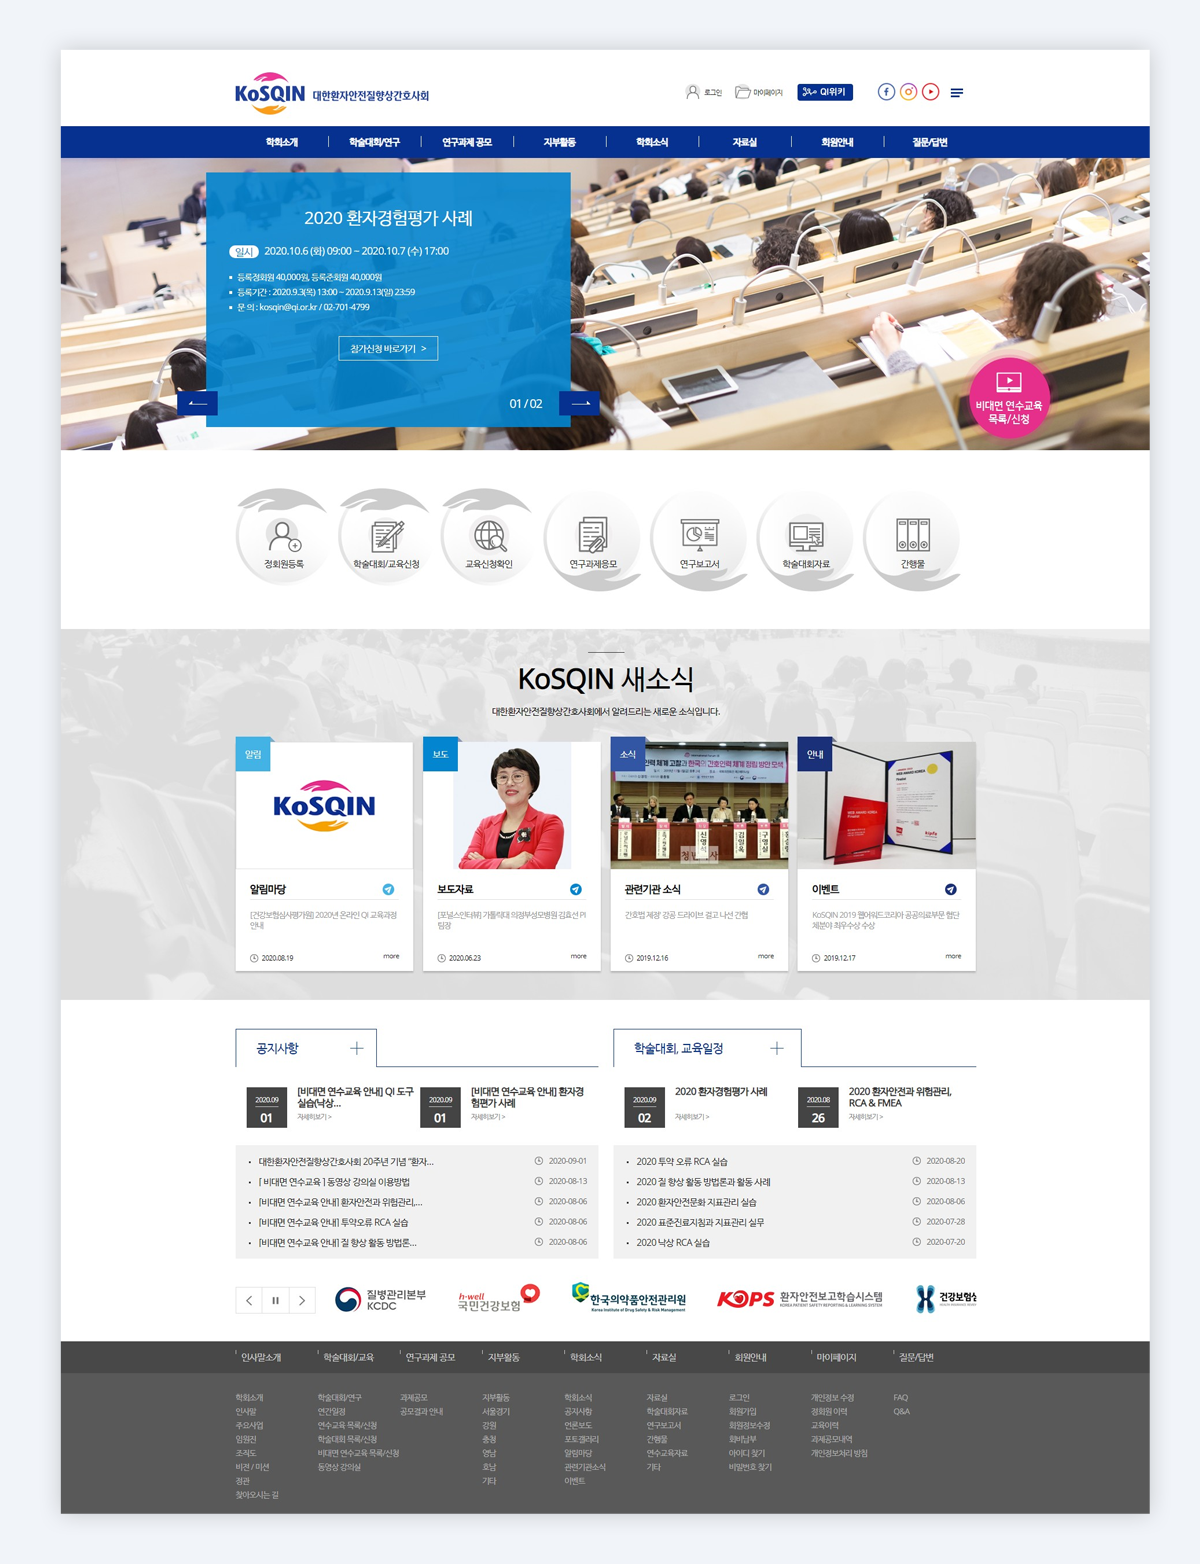 KoSQIN 대한환자안전질향상간호사회
로그인
마이페이지
QI위키
학회소개
학술대회/연구
연구과제 공모
지부활동
학회소식
자료실
회원안내
질문/답변
2020 환자경험평가 사례
일시 2020.10.6 (화) 09:00 ~ 2020.10.7 (수) 17:00
등록정회원 40,000원, 등록준회원 40,000원
등록기간 : 2020.9.3(목) 13:00 ~ 2020.9.13(일) 23:59
문 의 : kosqin@qi.or.kr / 02-701-4799
참가신청 바로가기 >
01 / 02
비대면 연수교육
목록/신청
정회원등록
학술대회/교육신청
교육신청확인
연구과제응모
연구보고서
학술대회자료
간행물
KoSQIN 새소식
대한환자안전질향상간호사회에서 알려드리는 새로운 소식입니다.
알림
KoSQIN
알림마당
[건강보험심사평가원] 2020년 온라인 QI 교육과정
안내
2020.08.19
more
보도
보도자료
[포널스인터뷰] 가톨릭대 의정부성모병원 김효선 PI
팀장
2020.06.23
more
소식
인력 체계 고찰과 한국의 간호인력 체계 정립 방안 모색
관련기관 소식
간호법 제정' 강공 드라이브 걸고 나선 간협
2019.12.16
more
안내
이벤트
KoSQIN 2019 웹어워드코리아 공공의료부문 협단
체분야 최우수상 수상
2019.12.17
more
공지사항
2020.09
01
[비대면 연수교육 안내] QI 도구
실습(낙상...
자세히보기 >
2020.09
01
[비대면 연수교육 안내] 환자경
험평가 사례
자세히보기 >
대한환자안전질향상간호사회 20주년 기념 “환자... 2020-09-01
[ 비대면 연수교육 ] 동영상 강의실 이용방법 2020-08-13
[비대면 연수교육 안내] 환자안전과 위험관리,... 2020-08-06
[비대면 연수교육 안내] 투약오류 RCA 실습 2020-08-06
[비대면 연수교육 안내] 질 향상 활동 방법론... 2020-08-06
학술대회, 교육일정
2020.09
02
2020 환자경험평가 사례
자세히보기 >
2020.08
26
2020 환자안전과 위험관리,
RCA & FMEA
자세히보기 >
2020 투약 오류 RCA 실습 2020-08-20
2020 질 향상 활동 방법론과 활동 사례 2020-08-13
2020 환자안전문화 지표관리 실습 2020-08-06
2020 표준진료지침과 지표관리 실무 2020-07-28
2020 낙상 RCA 실습 2020-07-20
질병관리본부
KCDC
h-well
국민건강보험
한국의약품안전관리원
Korea Institute of Drug Safety & Risk Management
KOPS 환자안전보고학습시스템
KOREA PATIENT SAFETY REPORTING & LEARNING SYSTEM
건강보험심
인사말소개
학술대회/교육
연구과제 공모
지부활동
학회소식
자료실
회원안내
마이페이지
질문/답변
학회소개
인사말
주요사업
임원진
조직도
비전 / 미션
정관
찾아오시는 길
학술대회/연구
연간일정
연수교육 목록/신청
학술대회 목록/신청
비대면 연수교육 목록/신청
동영상 강의실
과제공모
공모결과 안내
지부활동
서울경기
강원
충청
영남
호남
기타
학회소식
공지사항
언론보도
포토갤러리
알림마당
관련기관소식
이벤트
자료실
학술대회자료
연구보고서
간행물
연수교육자료
기타
로그인
회원가입
회원정보수정
회비납부
아이디 찾기
비밀번호 찾기
개인정보 수정
정회원 이력
교육이력
과제공모내역
개인정보처리 방침
FAQ
Q&A